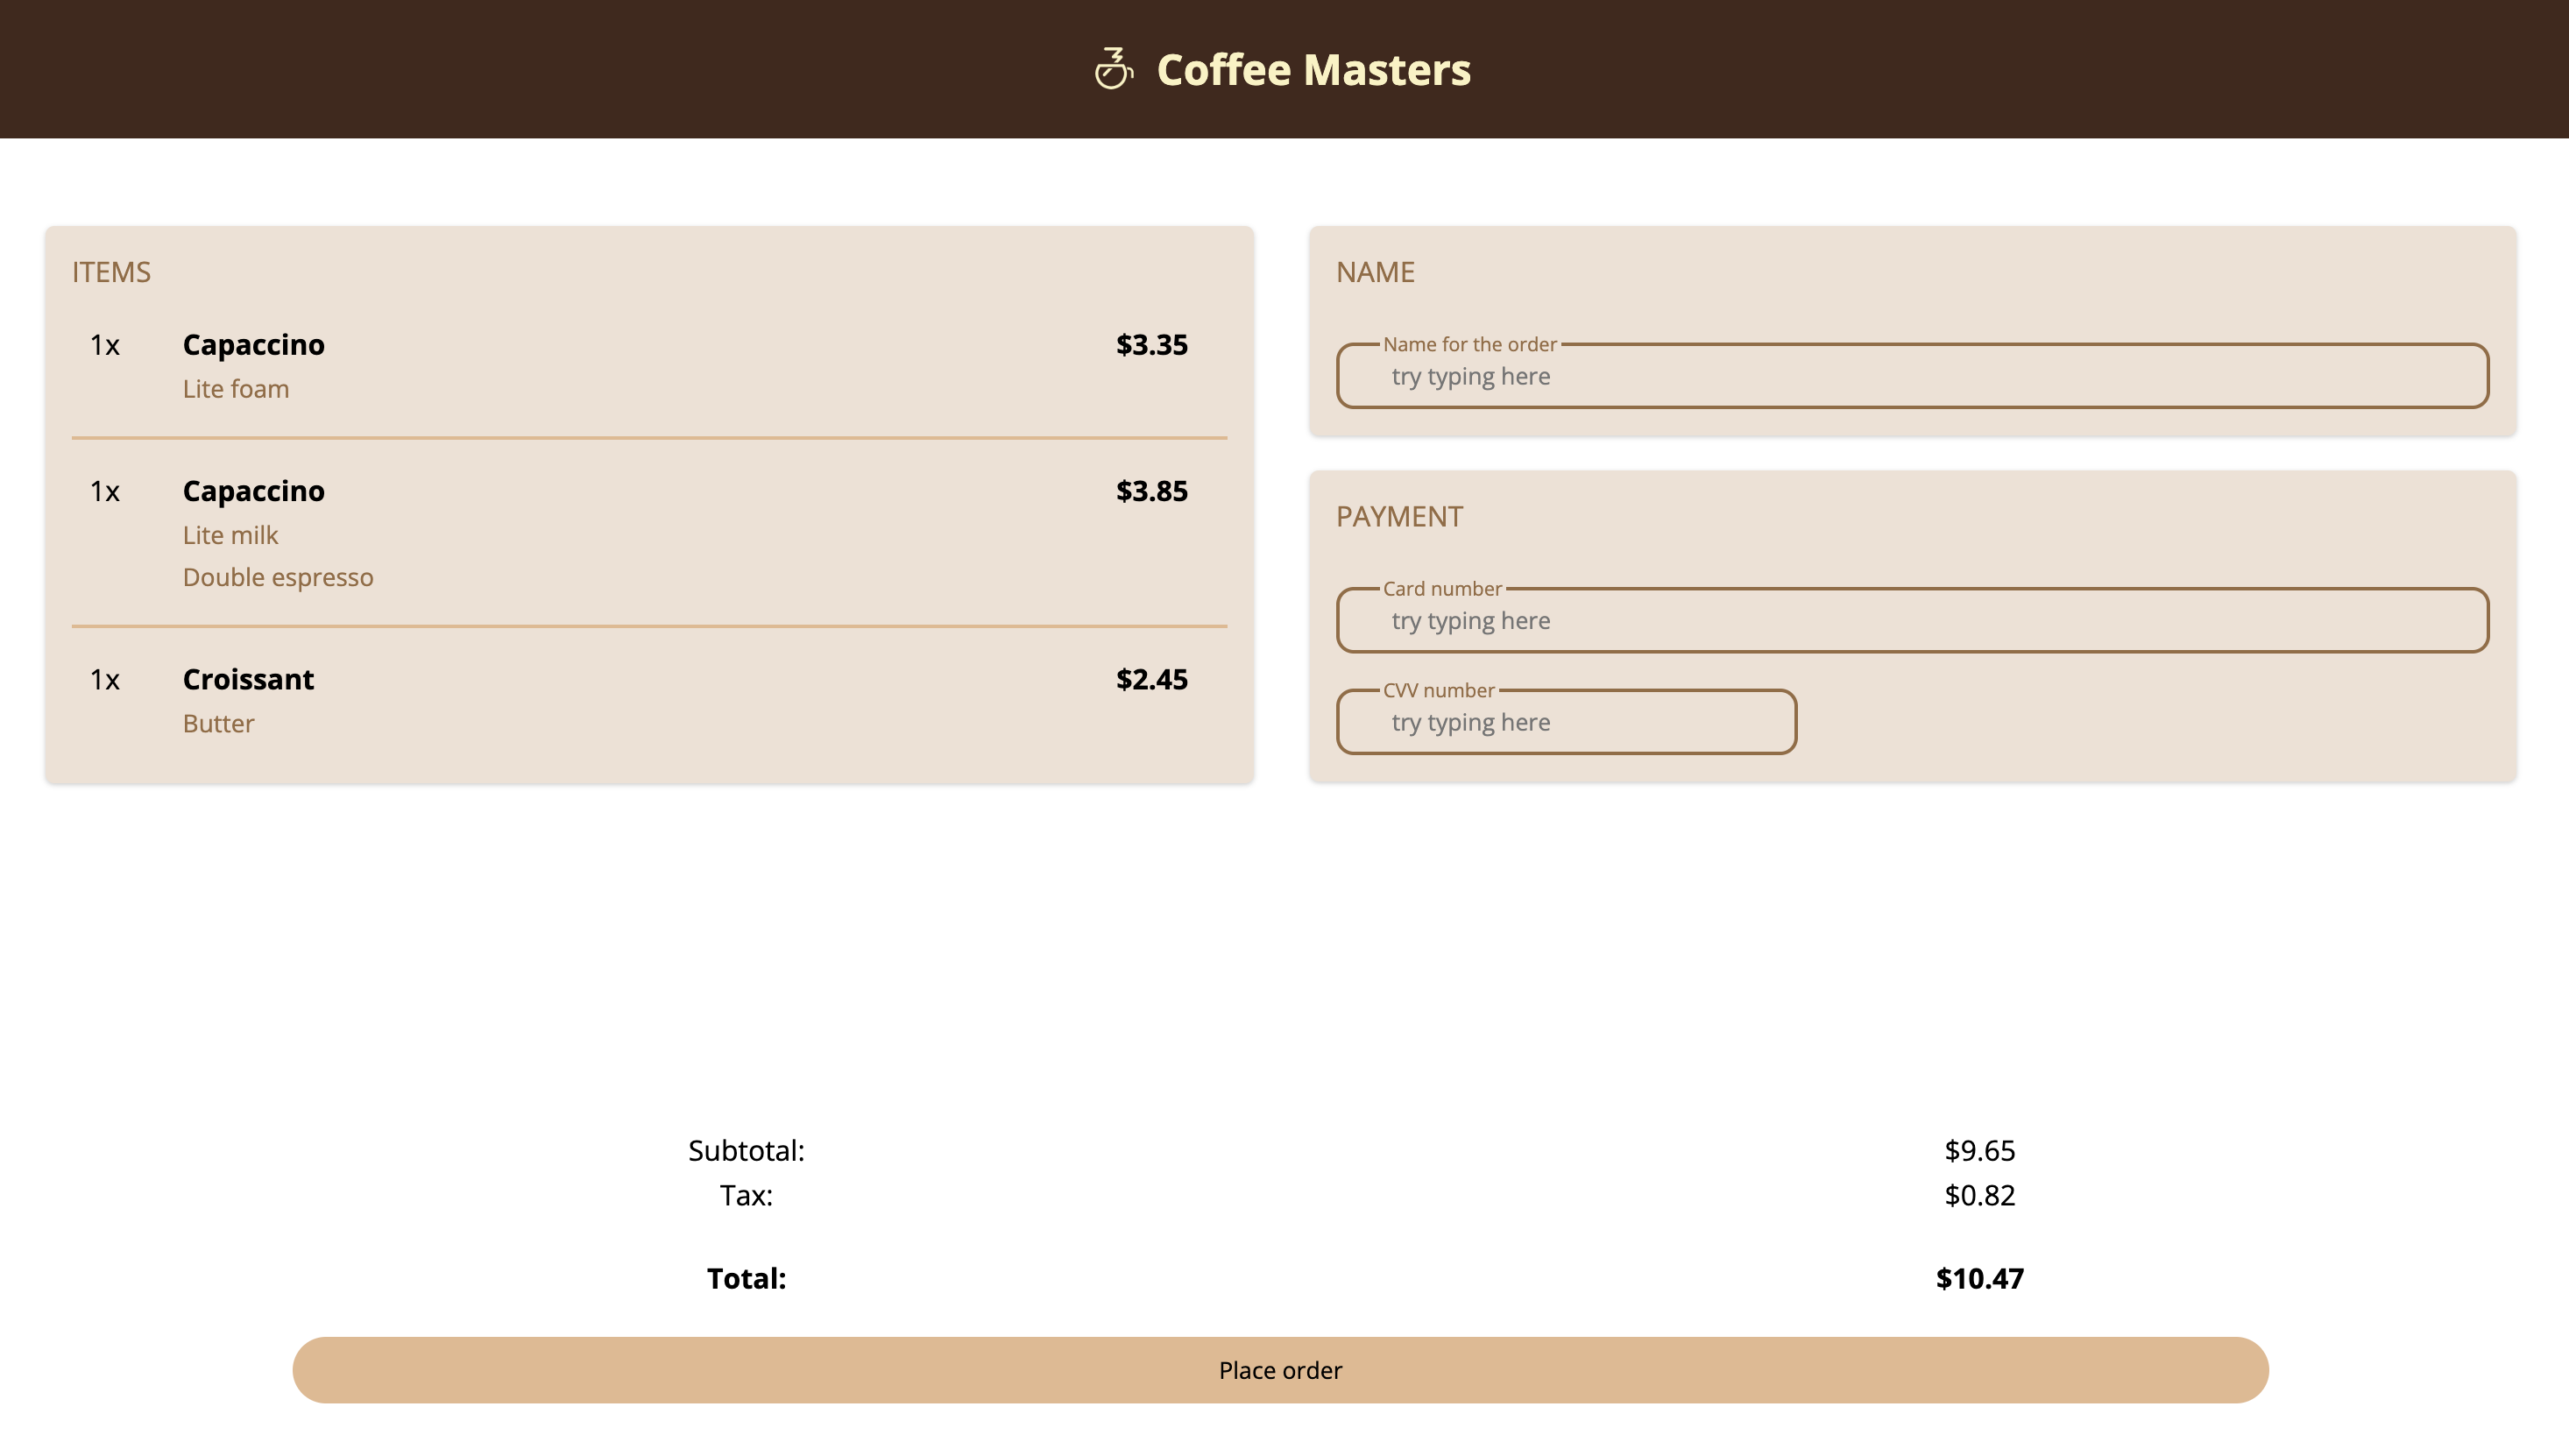 Coffee Masters
ITEMS
1x Capaccino $3.35
Lite foam
1x Capaccino $3.85
Lite milk
Double espresso
1x Croissant $2.45
Butter
NAME
Name for the order
try typing here
PAYMENT
Card number
try typing here
CVV number
try typing here
Subtotal: $9.65
Tax: $0.82
Total: $10.47
Place order